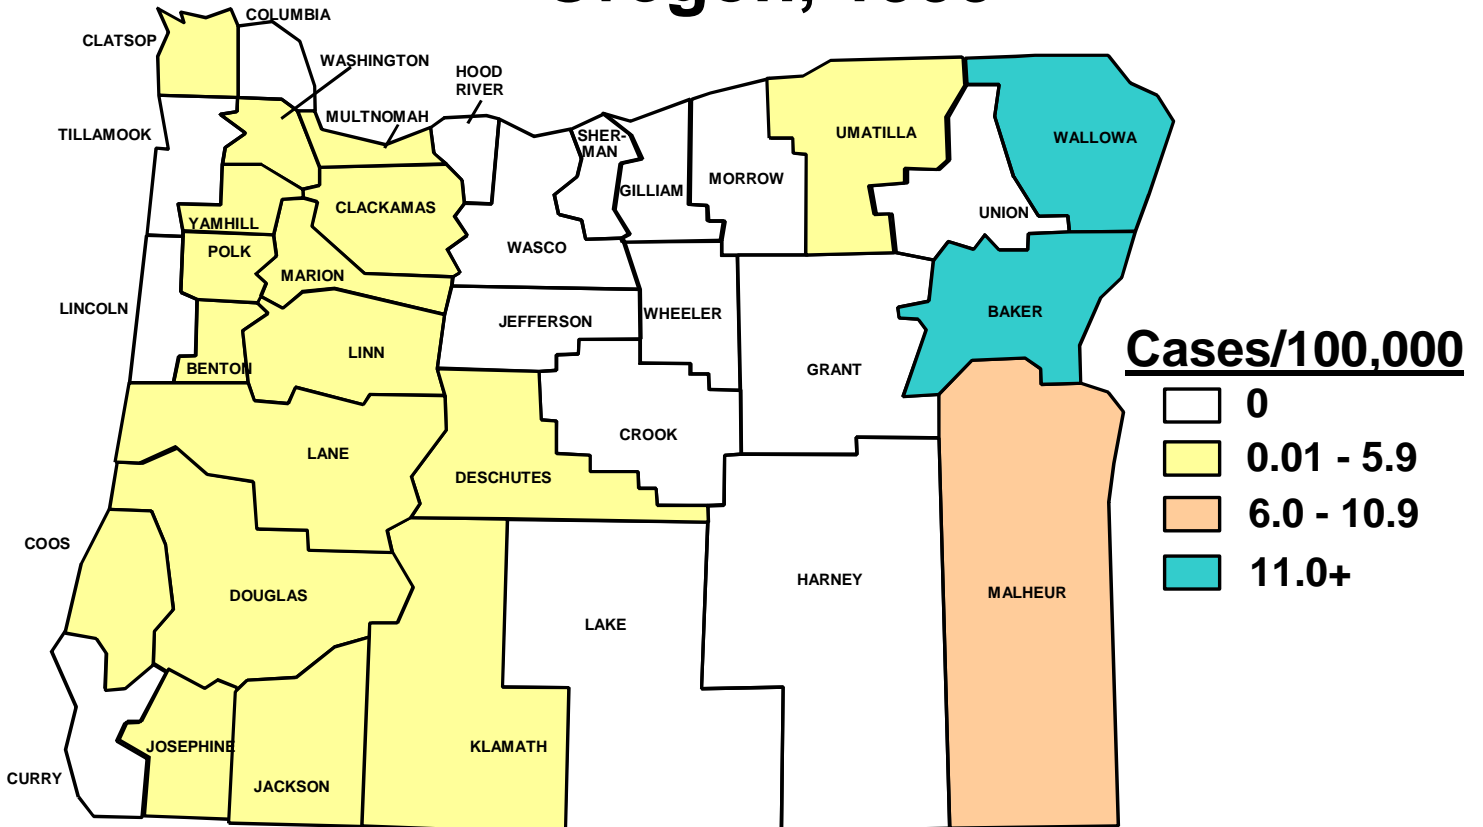 COLUMBIA
CLATSOP
WASHINGTON
HOOD
RIVER
MULTNOMAH
TILLAMOOK
SHER-
MAN
UMATILLA
WALLOWA
GILLIAM
MORROW
CLACKAMAS
UNION
YAMHILL
WASCO
POLK
MARION
LINCOLN
WHEELER
JEFFERSON
BAKER
LINN
BENTON
GRANT
Cases/100,000
0
0.01 - 5.9
6.0 - 10.9
11.0+
CROOK
LANE
DESCHUTES
COOS
HARNEY
DOUGLAS
MALHEUR
LAKE
JOSEPHINE
KLAMATH
CURRY
JACKSON